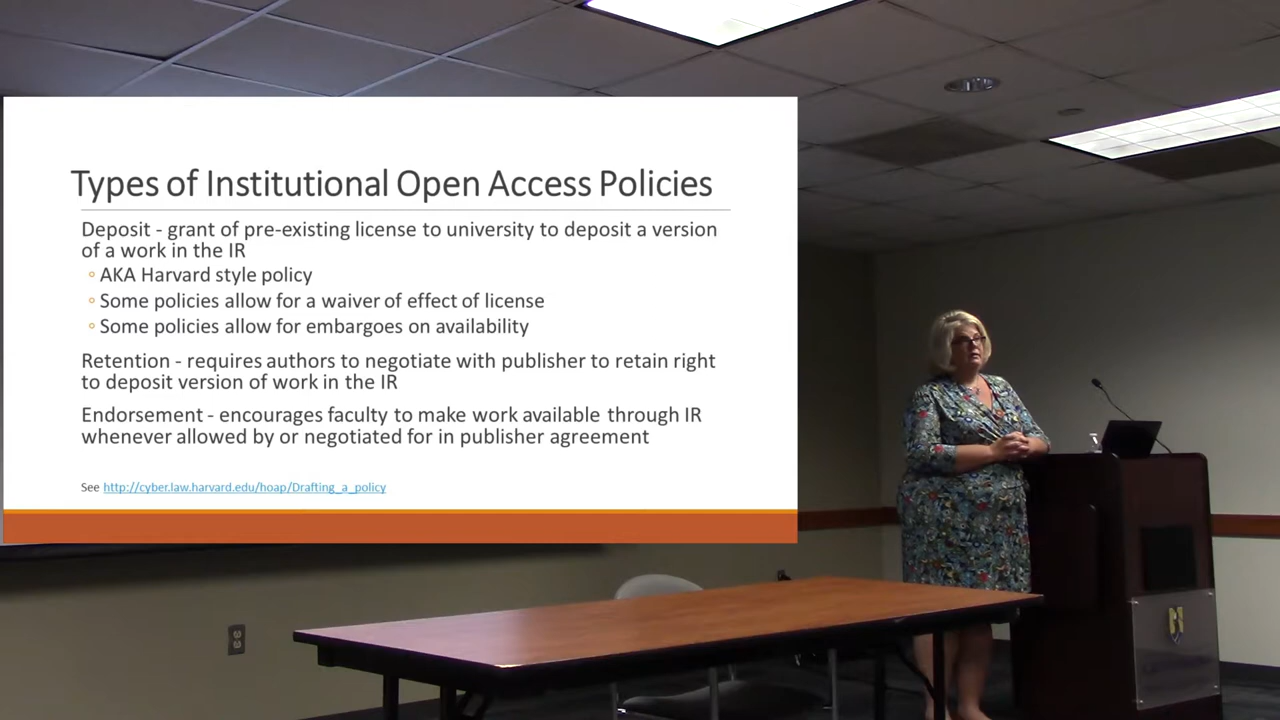 Types of Institutional Open Access Policies
Deposit - grant of pre-existing license to university to deposit a version
of a work in the IR
AKA Harvard style policy
Some policies allow for a waiver of effect of license
Some policies allow for embargoes on availability
Retention - requires authors to negotiate with publisher to retain right
to deposit version of work in the IR
Endorsement - encourages faculty to make work available through IR
whenever allowed by or negotiated for in publisher agreement
See http://cyber.law.harvard.edu/hoap/Drafting_a_policy